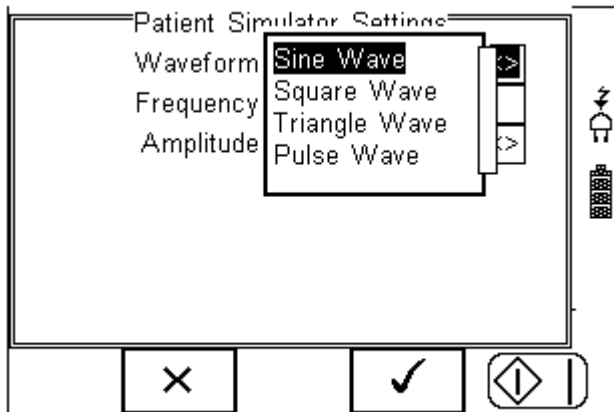 Patient Simulator Settings
Waveform
Sine Wave
<>
Square Wave
Frequency
Triangle Wave
Amplitude
Pulse Wave
<>